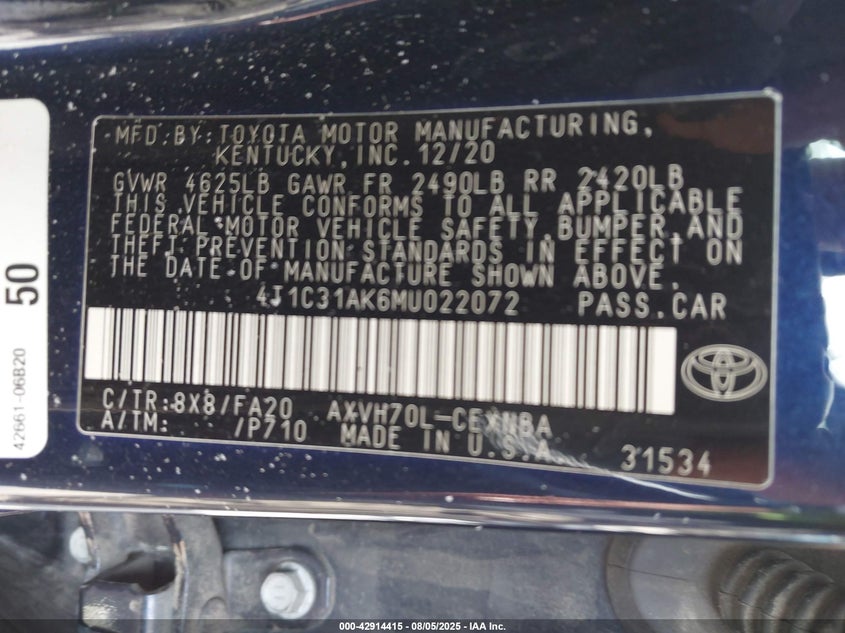 MFD.BY:TOYOTA MOTOR MANUFACTURING,
KENTUCKY,INC.12/20
GVWR 4625LB GAWR FR 2490LB RR 2420LB
THIS VEHICLE CONFORMS TO ALL APPLICABLE
FEDERAL MOTOR VEHICLE SAFETY,BUMPER,AND
THEFT PREVENTION STANDARDS IN EFFECT ON
THE DATE OF MANUFACTURE SHOWN ABOVE.
4J1C31AK6MU022072 PASS.CAR
C/TR:8X8/FA20 AXVH70L-CEXNBA
A/TM: /P710 MADE IN U.S.A.
31534
50
42661-06B20
000-42914415 - 08/05/2025 - IAA Inc.